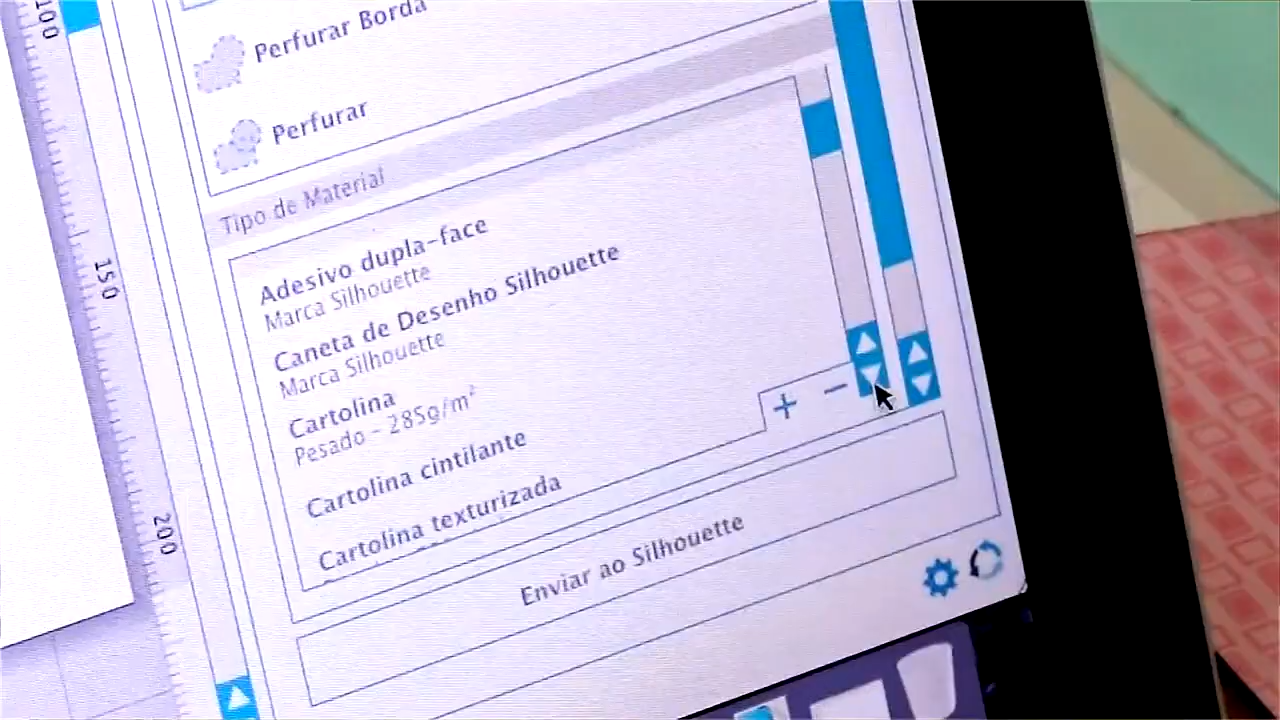 100
Perfurar Borda
Perfurar
Tipo de Material
150
Adesivo dupla-face
Marca Silhouette
Caneta de Desenho Silhouette
Marca Silhouette
Cartolina
Pesado - 285g/m²
Cartolina cintilante
Cartolina texturizada
+ −
200
Enviar ao Silhouette